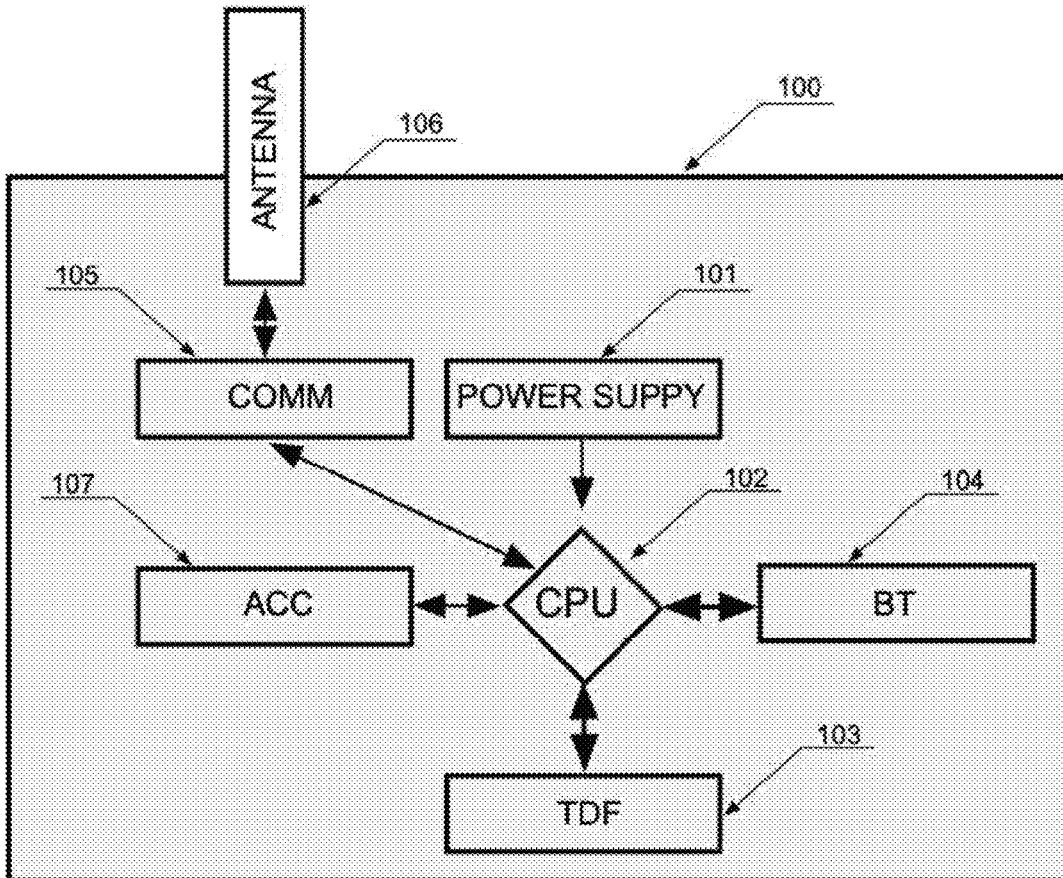 ANTENNA
100
106
105
101
COMM
POWER SUPPY
107
102
104
ACC
CPU
BT
103
TDF